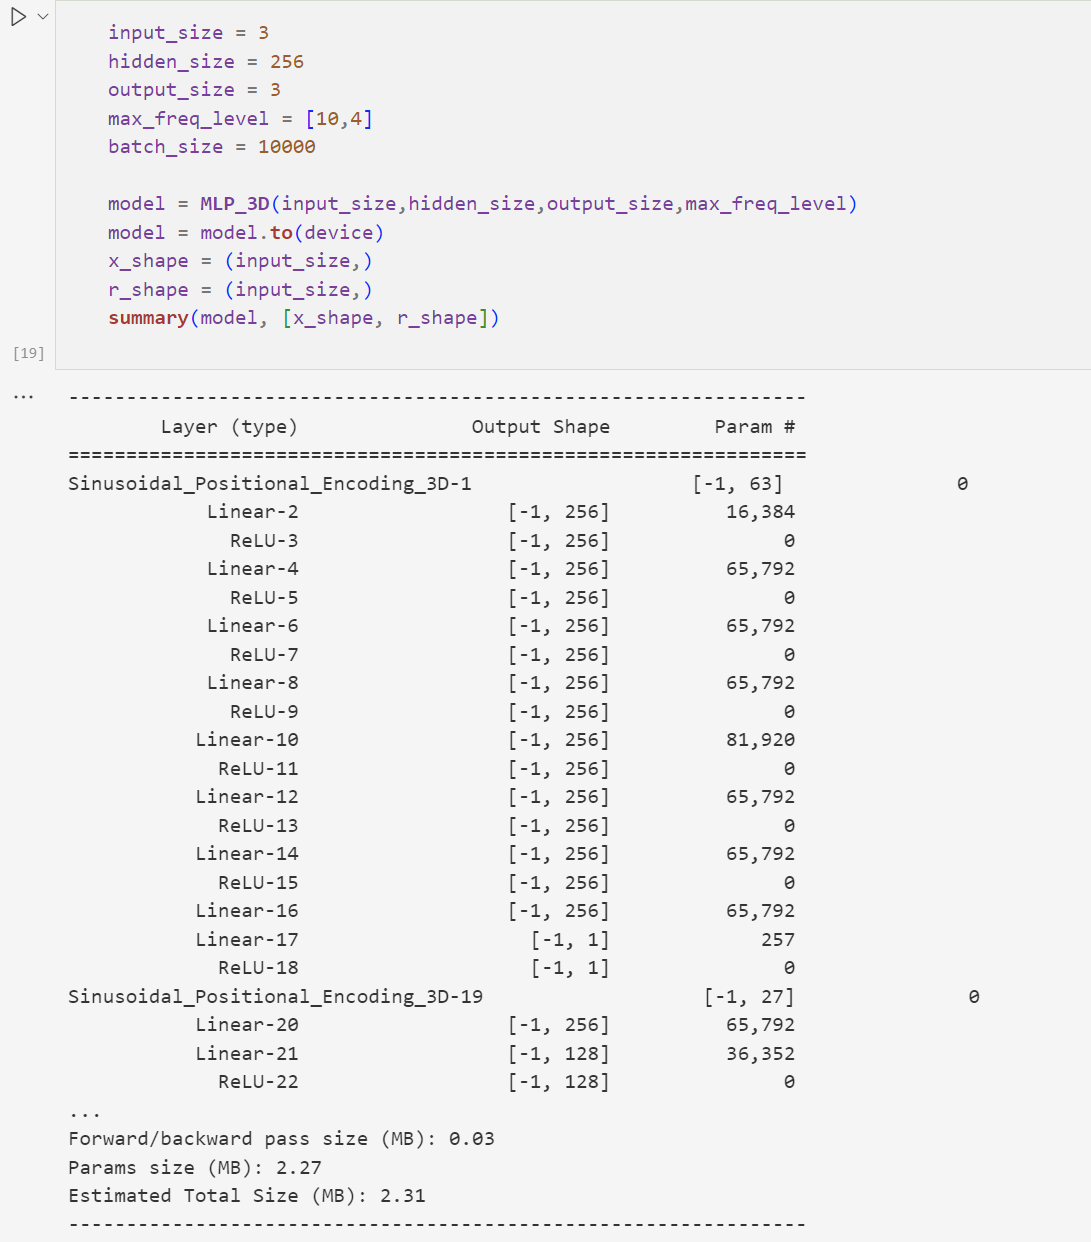 input_size = 3
hidden_size = 256
output_size = 3
max_freq_level = [10,4]
batch_size = 10000
model = MLP_3D(input_size,hidden_size,output_size,max_freq_level)
model = model.to(device)
x_shape = (input_size,)
r_shape = (input_size,)
summary(model, [x_shape, r_shape])
[19]
...
----------------------------------------------------------------
Layer (type) Output Shape Param #
================================================================
Sinusoidal_Positional_Encoding_3D-1 [-1, 63] 0
Linear-2 [-1, 256] 16,384
ReLU-3 [-1, 256] 0
Linear-4 [-1, 256] 65,792
ReLU-5 [-1, 256] 0
Linear-6 [-1, 256] 65,792
ReLU-7 [-1, 256] 0
Linear-8 [-1, 256] 65,792
ReLU-9 [-1, 256] 0
Linear-10 [-1, 256] 81,920
ReLU-11 [-1, 256] 0
Linear-12 [-1, 256] 65,792
ReLU-13 [-1, 256] 0
Linear-14 [-1, 256] 65,792
ReLU-15 [-1, 256] 0
Linear-16 [-1, 256] 65,792
Linear-17 [-1, 1] 257
ReLU-18 [-1, 1] 0
Sinusoidal_Positional_Encoding_3D-19 [-1, 27] 0
Linear-20 [-1, 256] 65,792
Linear-21 [-1, 128] 36,352
ReLU-22 [-1, 128] 0
...
Forward/backward pass size (MB): 0.03
Params size (MB): 2.27
Estimated Total Size (MB): 2.31
----------------------------------------------------------------